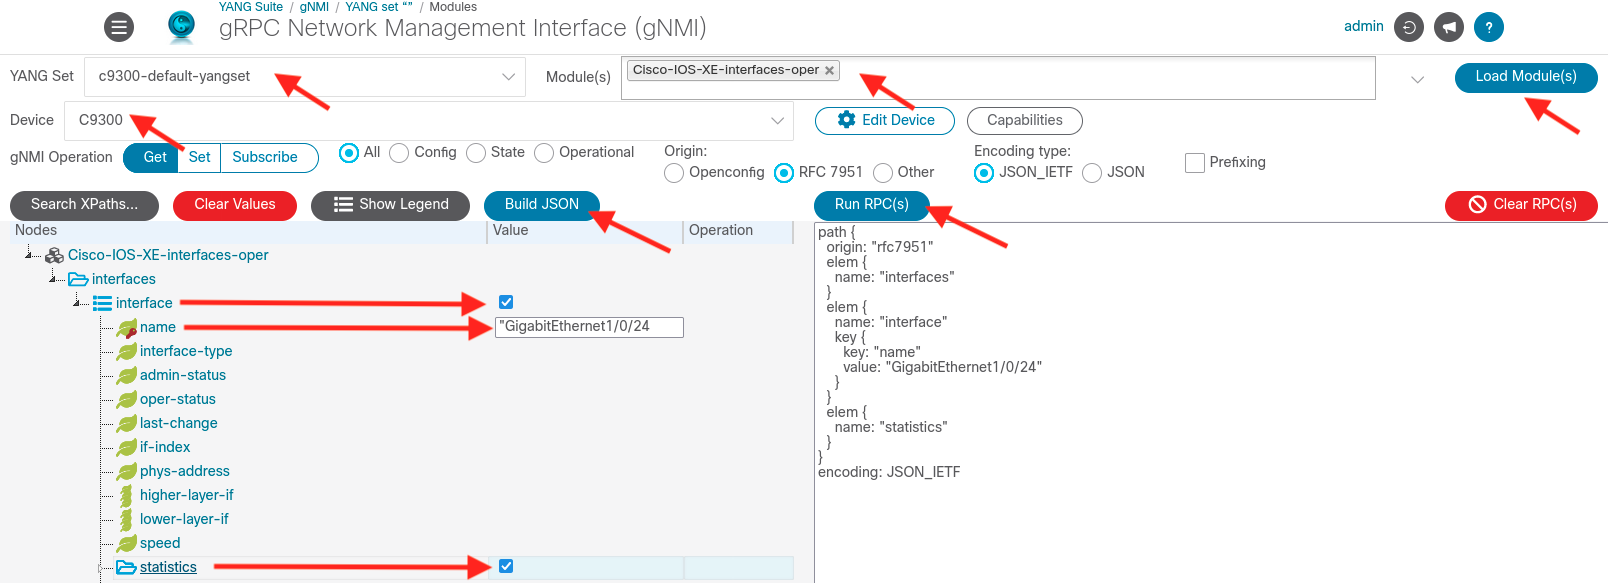 YANG Suite / gNMI / YANG set “” / Modules
gRPC Network Management Interface (gNMI)
admin
?
YANG Set c9300-default-yangset Module(s) Cisco-IOS-XE-interfaces-oper Load Module(s)
Device C9300 Edit Device Capabilities
gNMI Operation Get Set Subscribe All Config State Operational
Origin:
Openconfig RFC 7951 Other
Encoding type:
JSON_IETF JSON
Prefixing
Search XPaths... Clear Values Show Legend Build JSON Run RPC(s) Clear RPC(s)
Nodes Value Operation
Cisco-IOS-XE-interfaces-oper
interfaces
interface
name "GigabitEthernet1/0/24
interface-type
admin-status
oper-status
last-change
if-index
phys-address
higher-layer-if
lower-layer-if
speed
statistics
path {
origin: "rfc7951"
elem {
name: "interfaces"
}
elem {
name: "interface"
key {
key: "name"
value: "GigabitEthernet1/0/24"
}
}
elem {
name: "statistics"
}
}
encoding: JSON_IETF